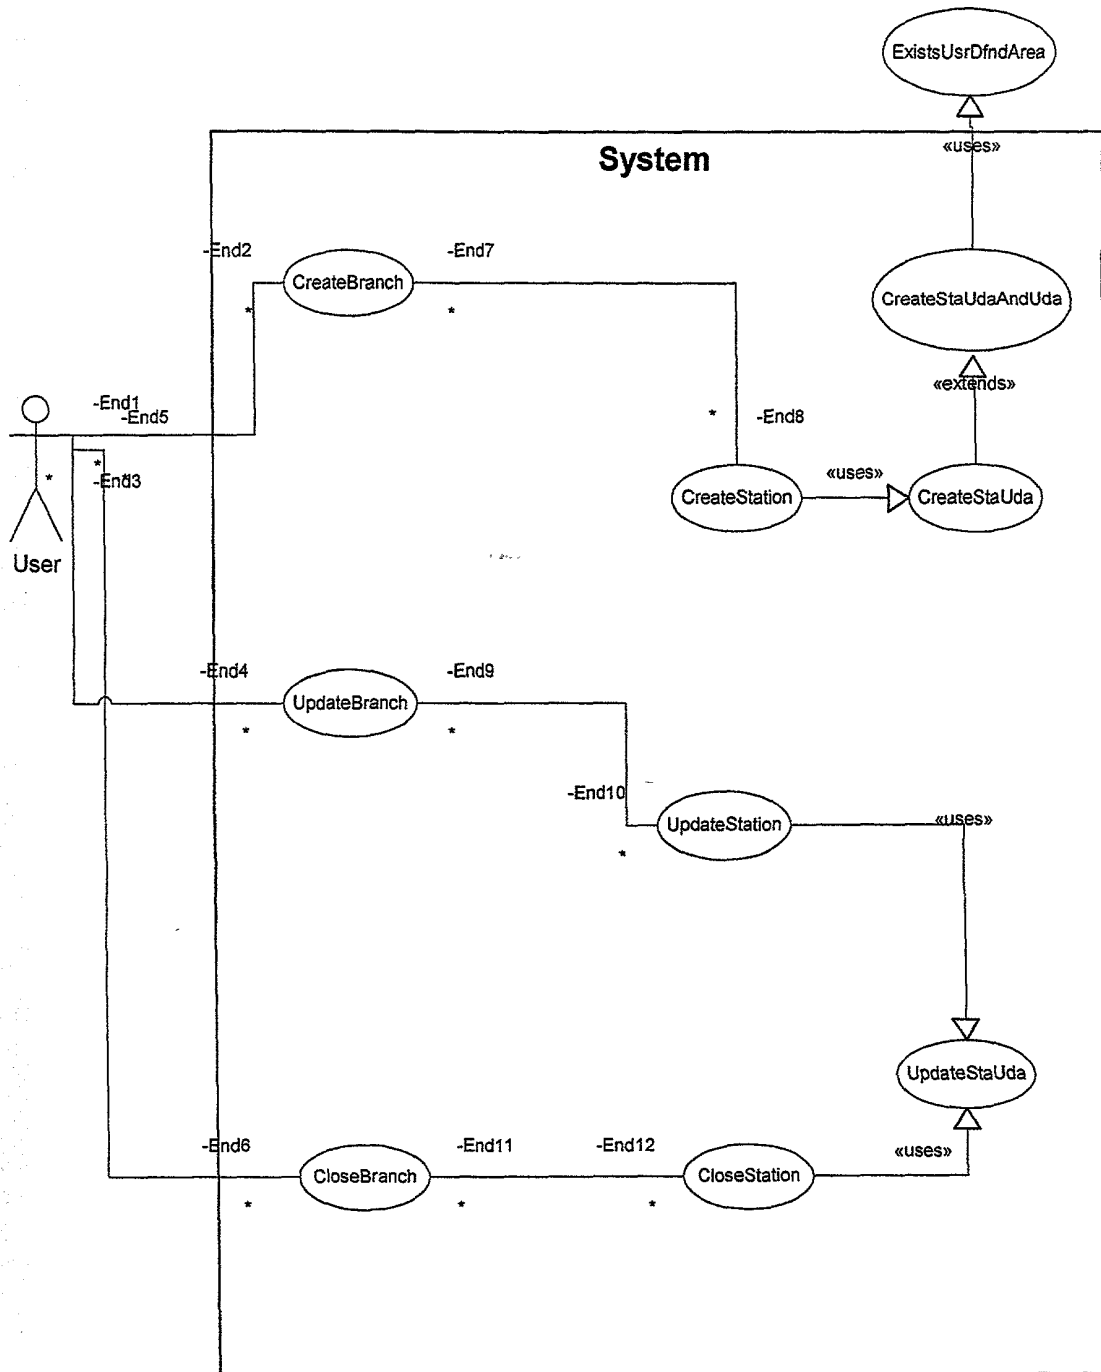 ExistsUsrDfndArea
«uses»
System
-End2
-End7
CreateBranch
CreateStaUdaAndUda
*
*
«extends»
-End1
-End5
*
-End8
«uses»
*
*
-End3
CreateStation
CreateStaUda
User
-End4
-End9
UpdateBranch
*
*
-End10
UpdateStation
«uses»
*
UpdateStaUda
-End6
-End11
-End12
«uses»
CloseBranch
CloseStation
*
*
*